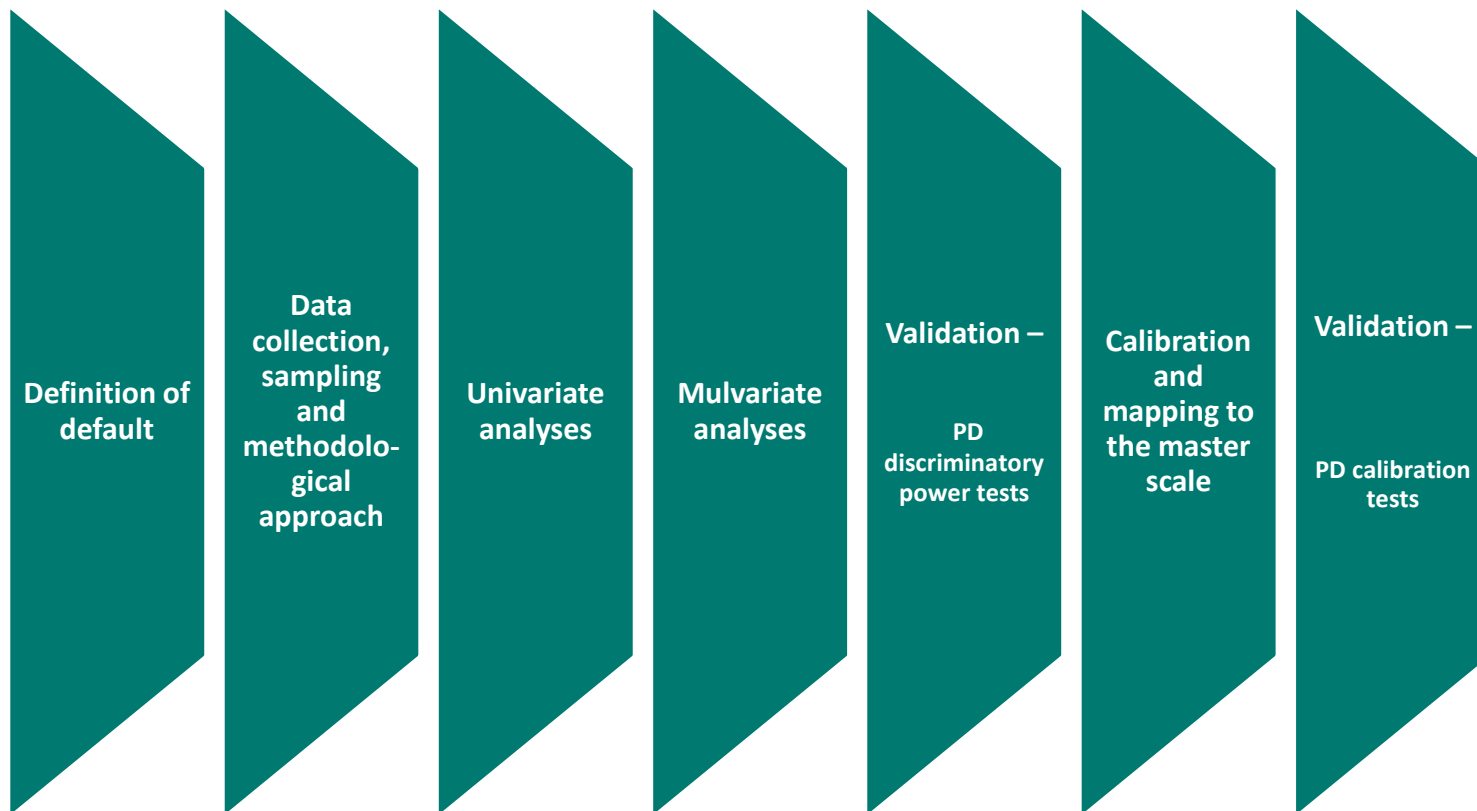 Definition of
default
Data
collection,
sampling
and
methodolo-
gical
approach
Univariate
analyses
Mulvariate
analyses
Validation –
PD
discriminatory
power tests
Calibration
and
mapping to
the master
scale
Validation –
PD calibration
tests